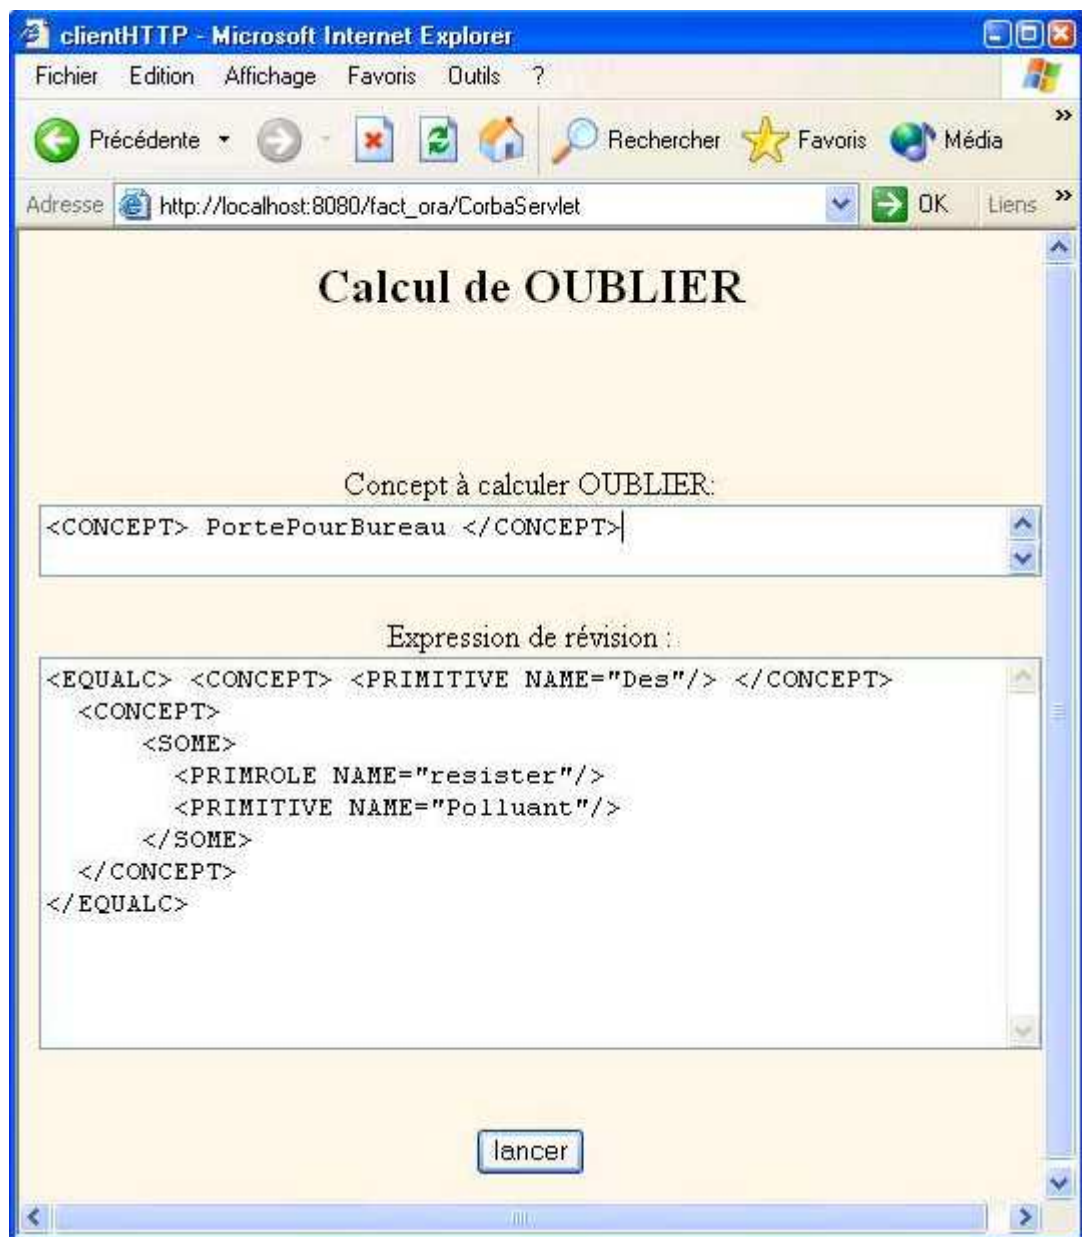 clientHTTP - Microsoft Internet Explorer
Fichier Edition Affichage Favoris Outils ?
Précédente Rechercher Favoris Média »
Adresse http://localhost:8080/fact_ora/CorbaServlet OK Liens »
Calcul de OUBLIER
Concept à calculer OUBLIER:
<CONCEPT> PortePourBureau </CONCEPT>
Expression de révision :
<EQUALC> <CONCEPT> <PRIMITIVE NAME="Des"/> </CONCEPT>
<CONCEPT>
<SOME>
<PRIMROLE NAME="resister"/>
<PRIMITIVE NAME="Polluant"/>
</SOME>
</CONCEPT>
</EQUALC>
lancer